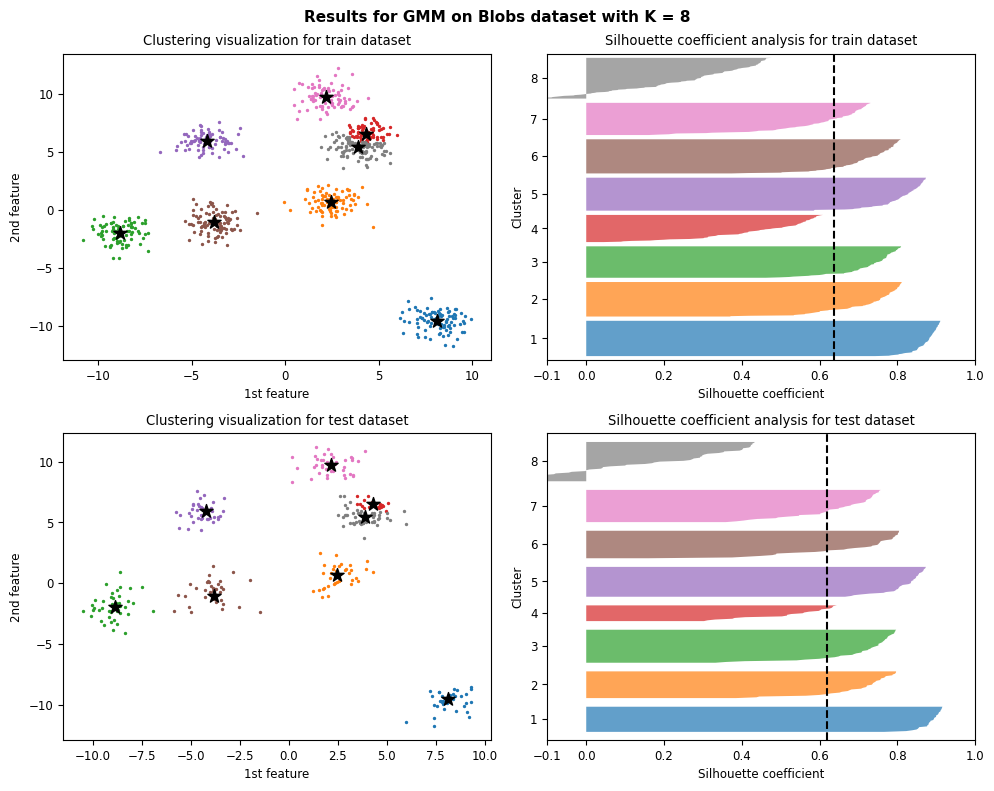 Results for GMM on Blobs dataset with K = 8
Clustering visualization for train dataset
10
5
0
−5
−10
2nd feature
−10 −5 0 5 10
1st feature
Silhouette coefficient analysis for train dataset
8
7
6
5
4
3
2
1
Cluster
−0.1 0.0 0.2 0.4 0.6 0.8 1.0
Silhouette coefficient
Clustering visualization for test dataset
10
5
0
−5
−10
2nd feature
−10.0 −7.5 −5.0 −2.5 0.0 2.5 5.0 7.5 10.0
1st feature
Silhouette coefficient analysis for test dataset
8
7
6
5
4
3
2
1
Cluster
−0.1 0.0 0.2 0.4 0.6 0.8 1.0
Silhouette coefficient